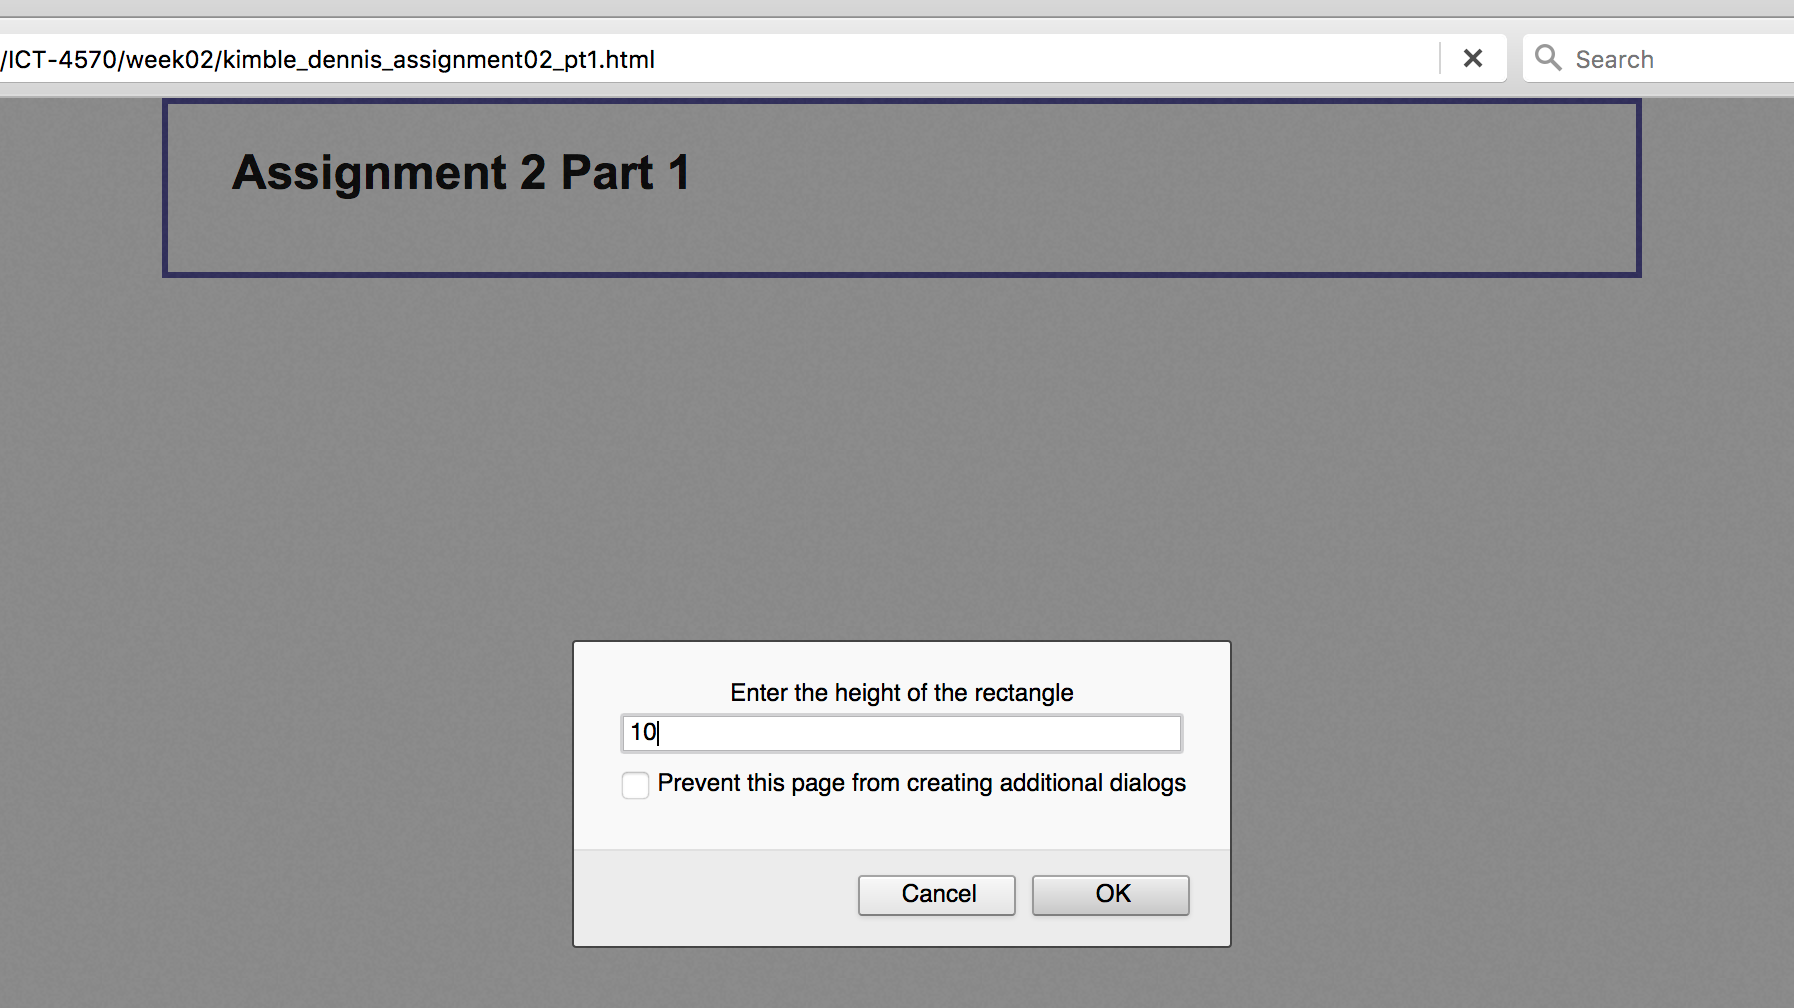 /ICT-4570/week02/kimble_dennis_assignment02_pt1.html
Search
Assignment 2 Part 1
Enter the height of the rectangle
10
Prevent this page from creating additional dialogs
Cancel
OK